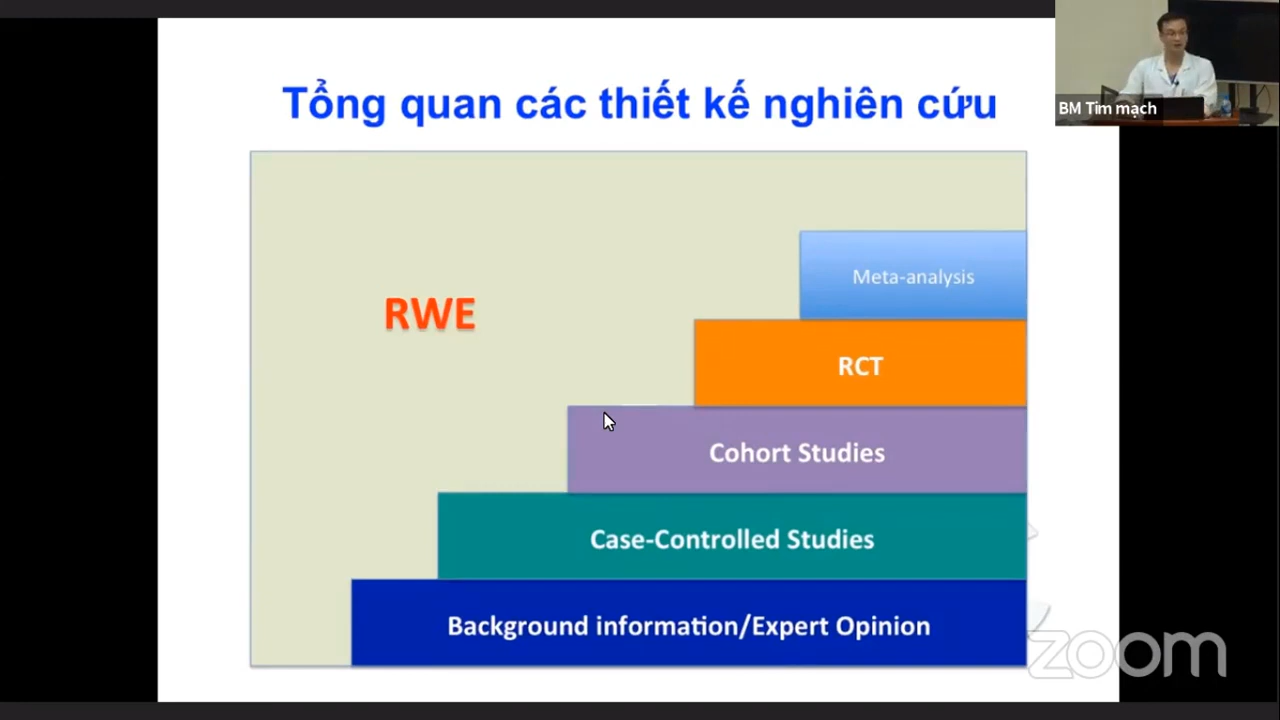 Tổng quan các thiết kế nghiên cứu
BM Tim mạch
RWE
Meta-analysis
RCT
Cohort Studies
Case-Controlled Studies
Background information/Expert Opinion
zoom